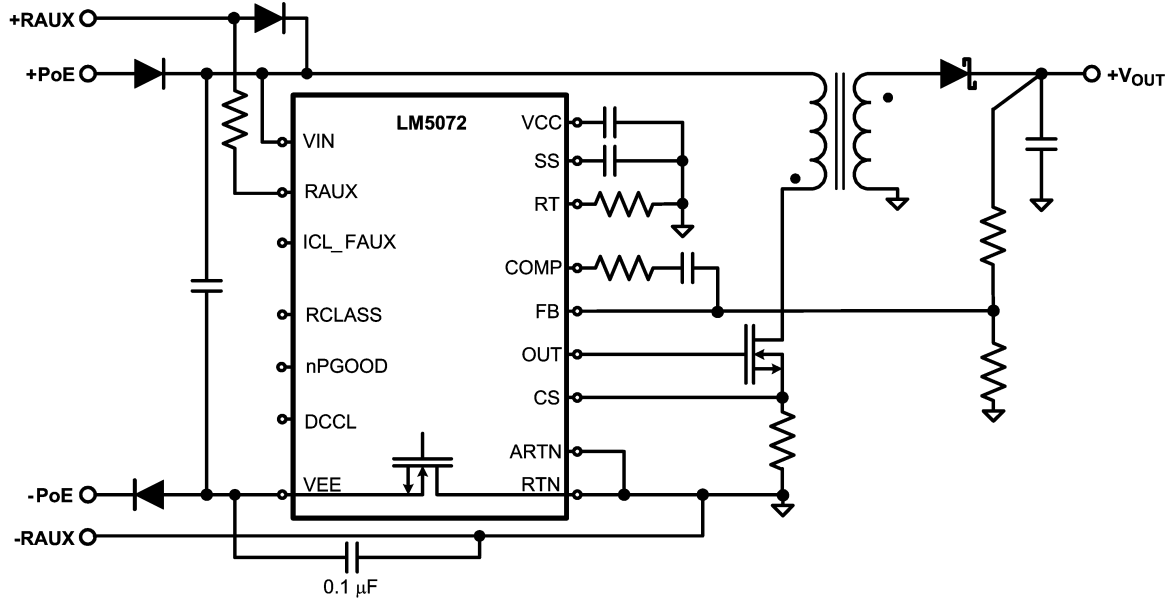 +RAUX
+PoE
+VOUT
LM5072
VIN
RAUX
ICL_FAUX
RCLASS
nPGOOD
DCCL
VEE
VCC
SS
RT
COMP
FB
OUT
CS
ARTN
RTN
-PoE
-RAUX
0.1 μF